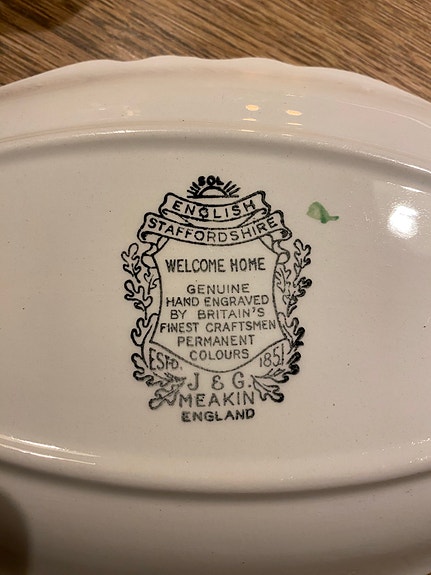 SOL
ENGLISH
STAFFORDSHIRE
WELCOME HOME
GENUINE
HAND ENGRAVED
BY BRITAIN'S
FINEST CRAFTSMEN
PERMANENT
COLOURS
ESTD. 1851
J & G.
MEAKIN
ENGLAND